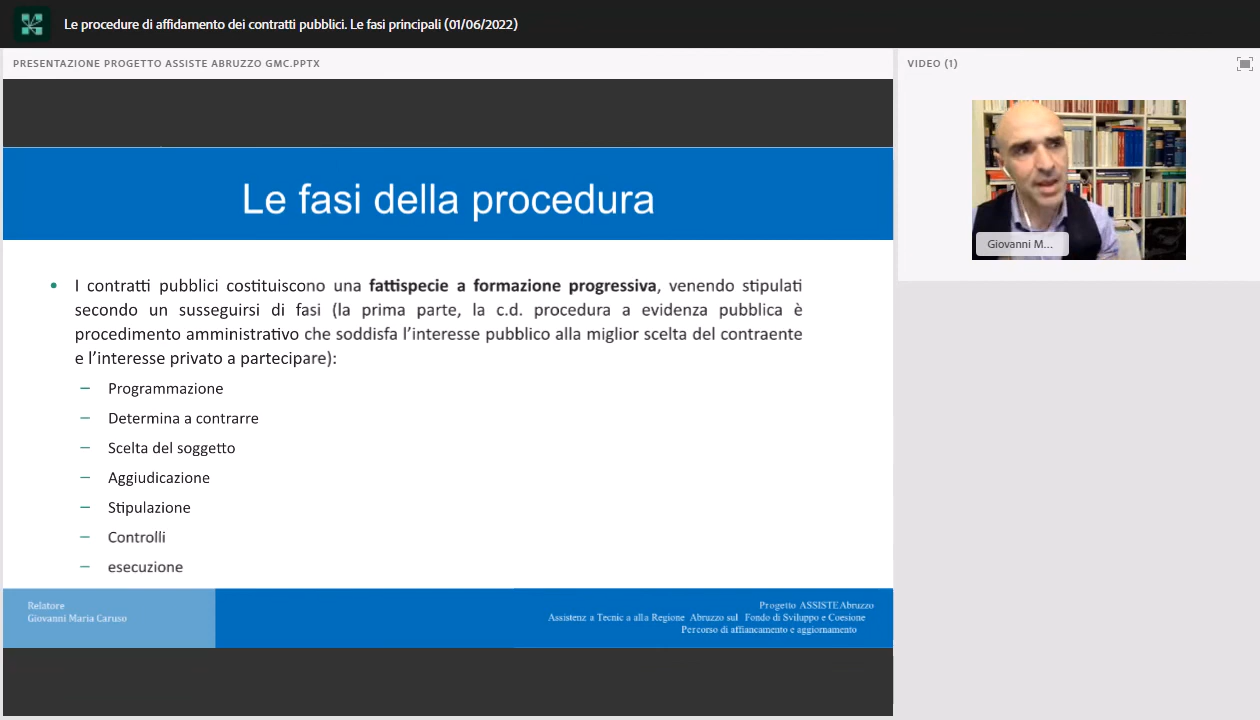 Le procedure di affidamento dei contratti pubblici. Le fasi principali (01/06/2022)
PRESENTAZIONE PROGETTO ASSISTE ABRUZZO GMC.PPTX
VIDEO (1)
Giovanni M...
Le fasi della procedura
• I contratti pubblici costituiscono una fattispecie a formazione progressiva, venendo stipulati
secondo un susseguirsi di fasi (la prima parte, la c.d. procedura a evidenza pubblica è
procedimento amministrativo che soddisfa l'interesse pubblico alla miglior scelta del contraente
e l'interesse privato a partecipare):
– Programmazione
– Determina a contrarre
– Scelta del soggetto
– Aggiudicazione
– Stipulazione
– Controlli
– esecuzione
Relatore
Giovanni Maria Caruso
Progetto ASSISTE Abruzzo
Assistenz a Tecnic a alla Regione Abruzzo sul Fondo di Sviluppo e Coesione
Percorso di affiancamento e aggiornamento